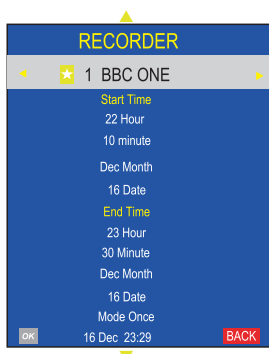 RECORDER
1 BBC ONE
Start Time
22 Hour
10 minute
Dec Month
16 Date
End Time
23 Hour
30 Minute
Dec Month
16 Date
Mode Once
OK 16 Dec 23:29 BACK